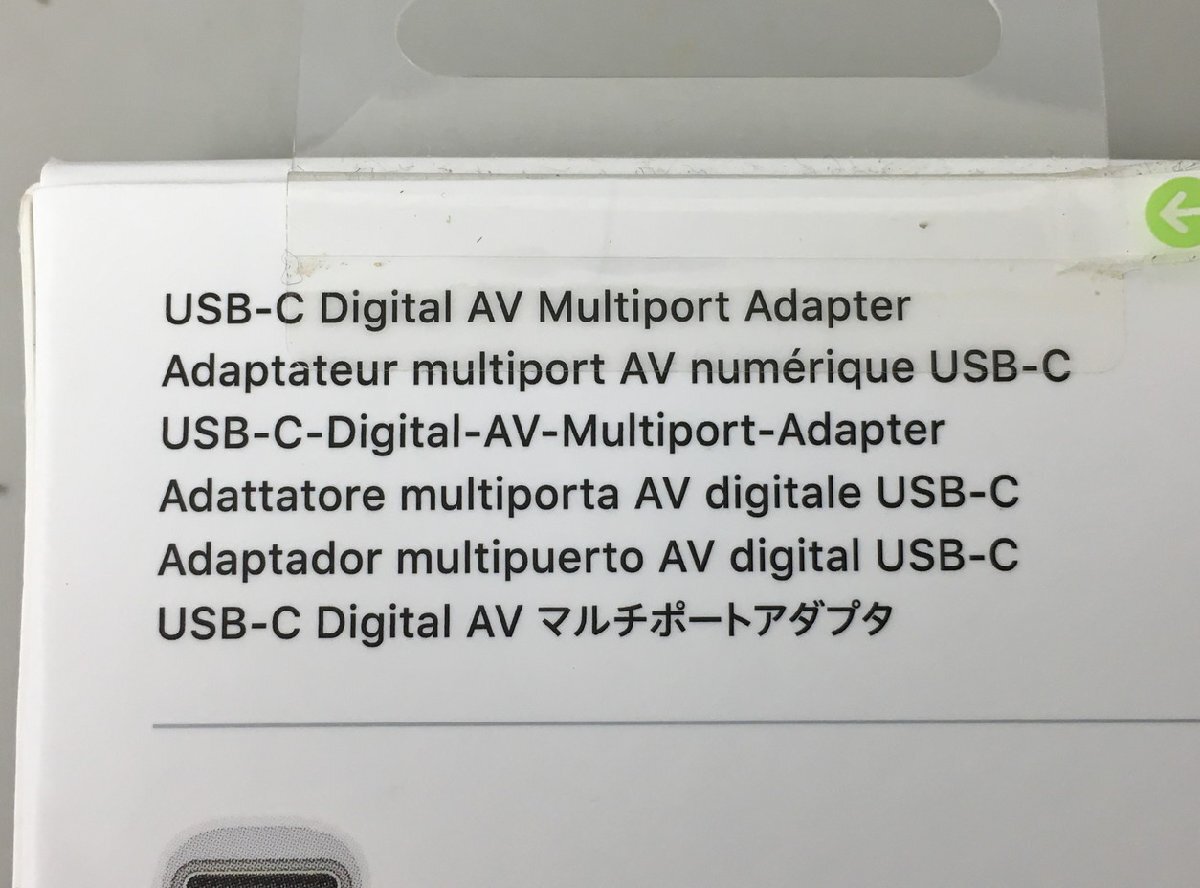 USB-C Digital AV Multiport Adapter
Adaptateur multiport AV numérique USB-C
USB-C-Digital-AV-Multiport-Adapter
Adattatore multiporta AV digitale USB-C
Adaptador multipuerto AV digital USB-C
USB-C Digital AV マルチポートアダプタ